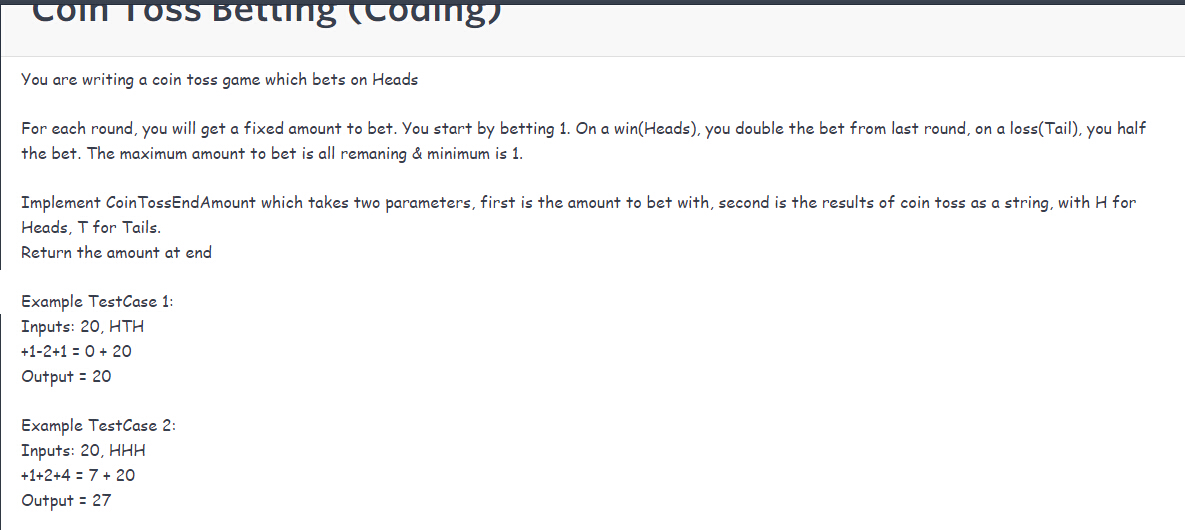 Coin Toss Betting (Coding)
You are writing a coin toss game which bets on Heads
For each round, you will get a fixed amount to bet. You start by betting 1. On a win(Heads), you double the bet from last round, on a loss(Tail), you half
the bet. The maximum amount to bet is all remaning & minimum is 1.
Implement CoinTossEndAmount which takes two parameters, first is the amount to bet with, second is the results of coin toss as a string, with H for
Heads, T for Tails.
Return the amount at end
Example TestCase 1:
Inputs: 20, HTH
+1-2+1 = 0 + 20
Output = 20
Example TestCase 2:
Inputs: 20, HHH
+1+2+4 = 7 + 20
Output = 27